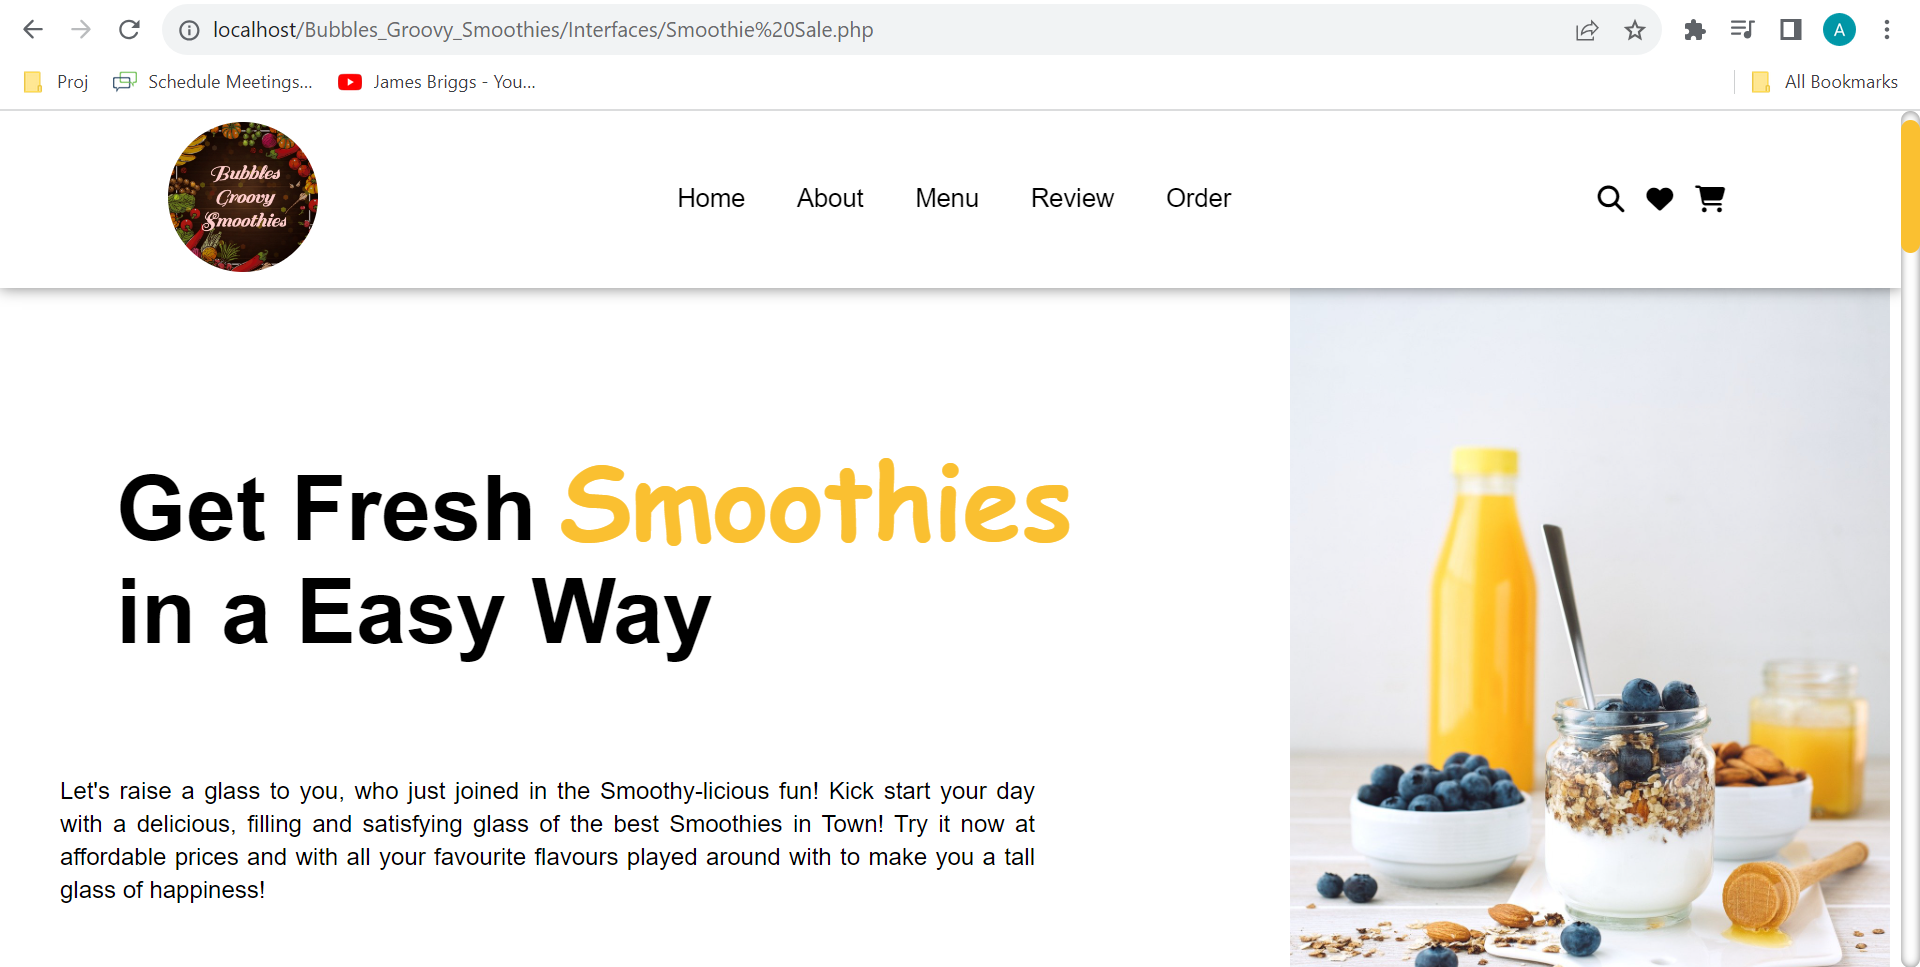 localhost/Bubbles_Groovy_Smoothies/Interfaces/Smoothie%20Sale.php
A
Proj
Schedule Meetings...
James Briggs - You...
All Bookmarks
Bubbles
Groovy
Smoothies
Home
About
Menu
Review
Order
Get Fresh Smoothies
in a Easy Way
Let's raise a glass to you, who just joined in the Smoothy-licious fun! Kick start your day
with a delicious, filling and satisfying glass of the best Smoothies in Town! Try it now at
affordable prices and with all your favourite flavours played around with to make you a tall
glass of happiness!